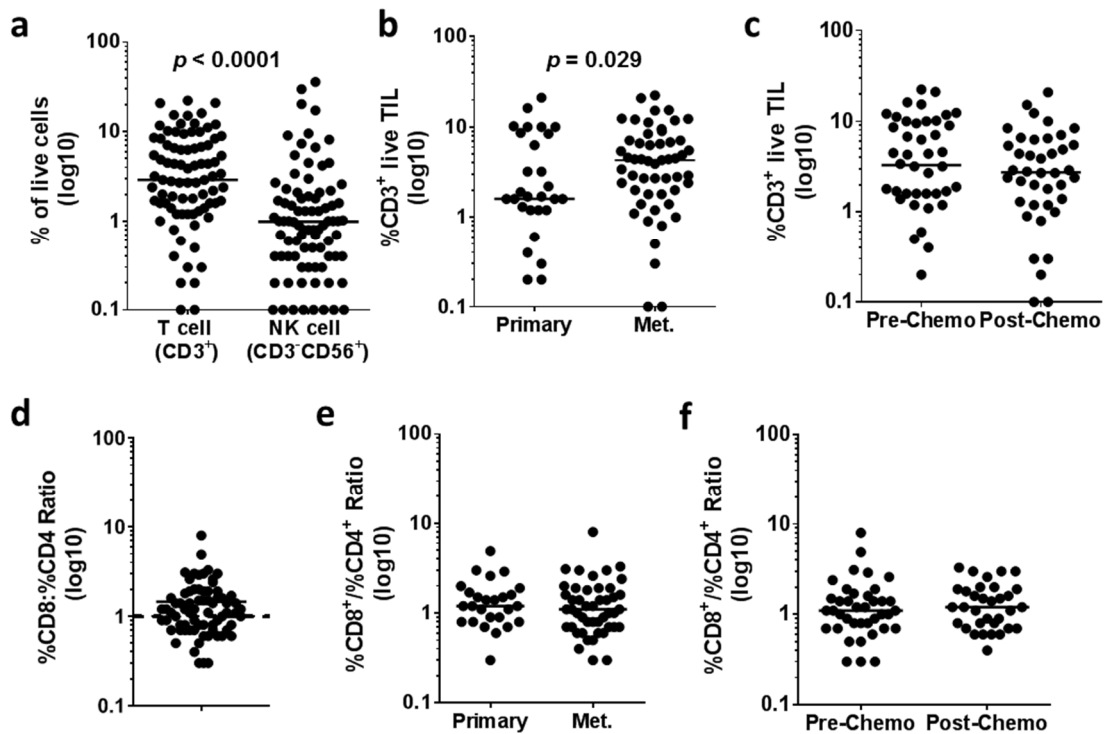 a
% of live cells
(log10)
100
10
1
0.1
p < 0.0001
T cell
(CD3+)
NK cell
(CD3-CD56+)
b
%CD3+ live TIL
(log10)
100
10
1
0.1
p = 0.029
Primary
Met.
c
%CD3+ live TIL
(log10)
100
10
1
0.1
Pre-Chemo
Post-Chemo
d
%CD8:%CD4 Ratio
(log10)
100
10
1
0.1
e
%CD8+/%CD4+ Ratio
(log10)
100
10
1
0.1
Primary
Met.
f
%CD8+/%CD4+ Ratio
(log10)
100
10
1
0.1
Pre-Chemo
Post-Chemo